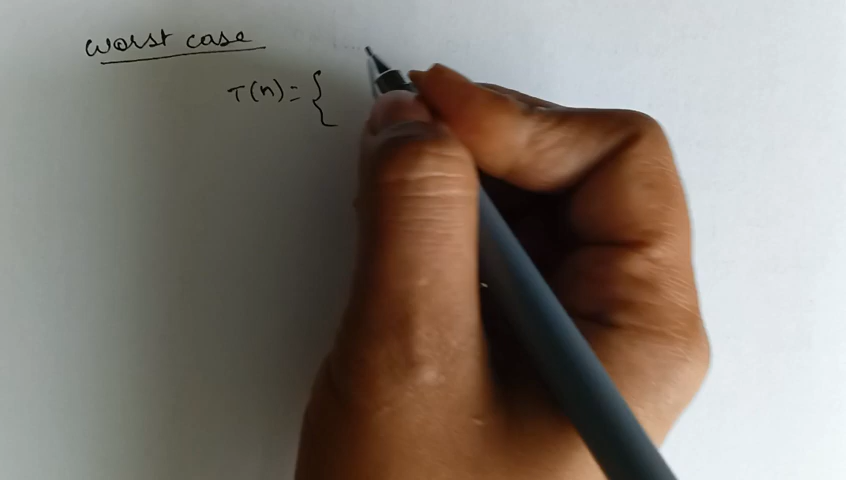 worst case
T(n) = {